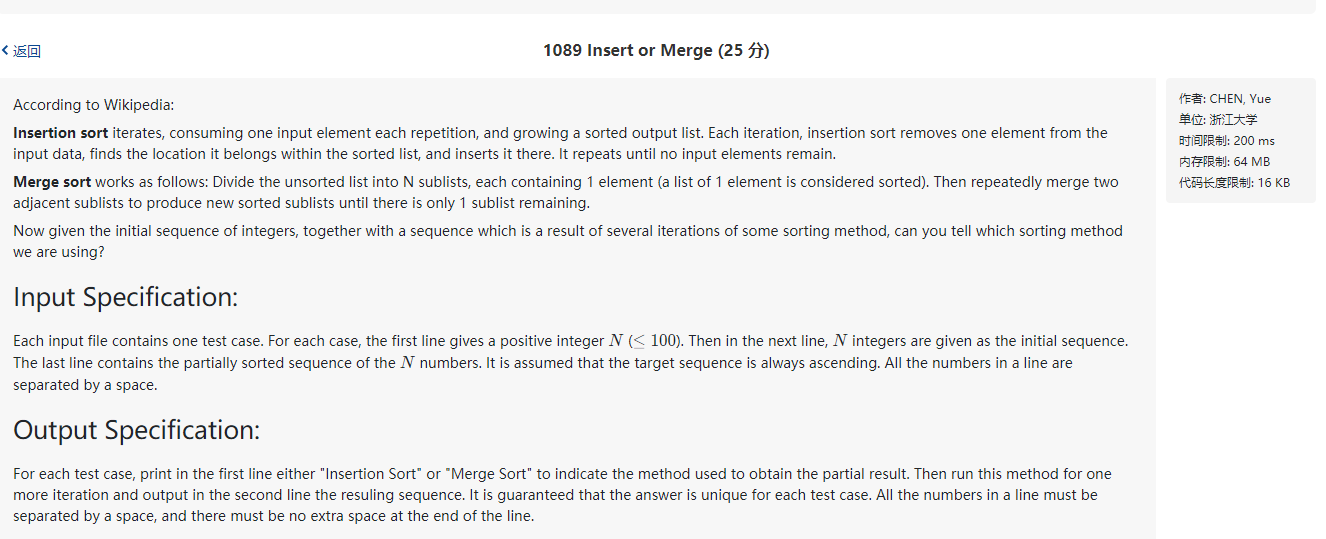 返回
1089 Insert or Merge (25 分)
According to Wikipedia:
Insertion sort iterates, consuming one input element each repetition, and growing a sorted output list. Each iteration, insertion sort removes one element from the
input data, finds the location it belongs within the sorted list, and inserts it there. It repeats until no input elements remain.
Merge sort works as follows: Divide the unsorted list into N sublists, each containing 1 element (a list of 1 element is considered sorted). Then repeatedly merge two
adjacent sublists to produce new sorted sublists until there is only 1 sublist remaining.
Now given the initial sequence of integers, together with a sequence which is a result of several iterations of some sorting method, can you tell which sorting method
we are using?
Input Specification:
Each input file contains one test case. For each case, the first line gives a positive integer N (≤ 100). Then in the next line, N integers are given as the initial sequence.
The last line contains the partially sorted sequence of the N numbers. It is assumed that the target sequence is always ascending. All the numbers in a line are
separated by a space.
Output Specification:
For each test case, print in the first line either "Insertion Sort" or "Merge Sort" to indicate the method used to obtain the partial result. Then run this method for one
more iteration and output in the second line the resuling sequence. It is guaranteed that the answer is unique for each test case. All the numbers in a line must be
separated by a space, and there must be no extra space at the end of the line.
作者: CHEN, Yue
单位: 浙江大学
时间限制: 200 ms
内存限制: 64 MB
代码长度限制: 16 KB